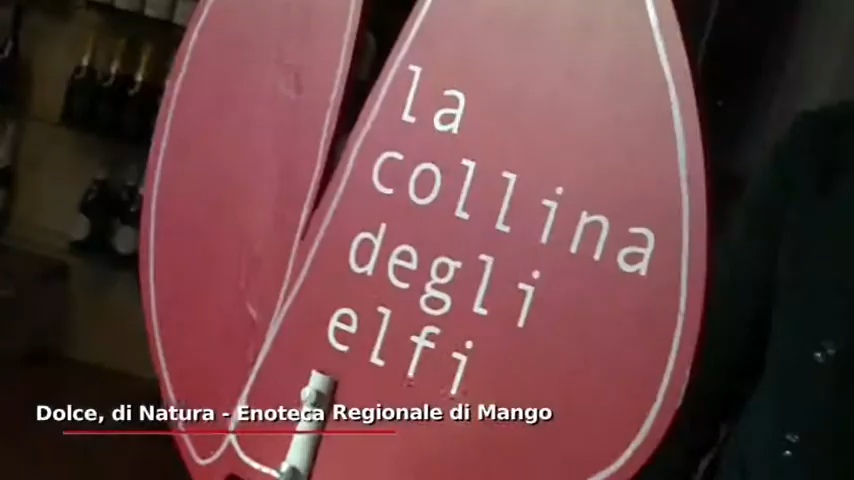 la
collina
degli
elfi
Dolce, di Natura - Enoteca Regionale di Mango